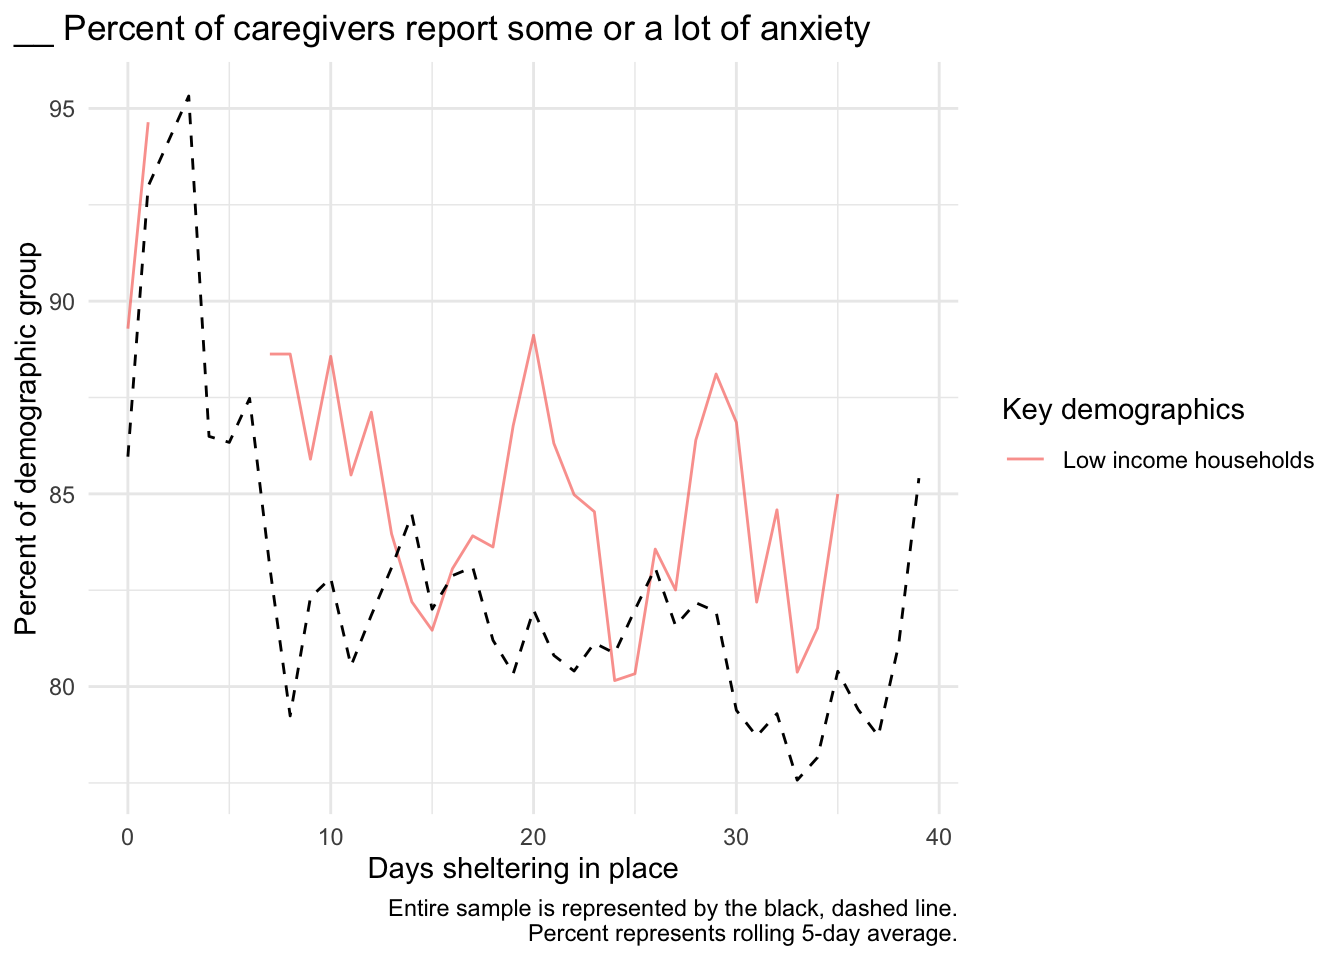 __ Percent of caregivers report some or a lot of anxiety
Percent of demographic group
95
90
85
80
0 10 20 30 40
Days sheltering in place
Key demographics
Low income households
Entire sample is represented by the black, dashed line.
Percent represents rolling 5-day average.